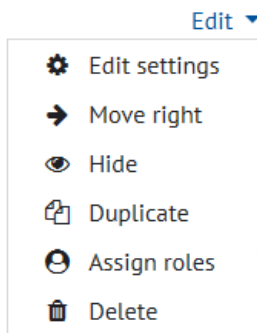 Edit
Edit settings
Move right
Hide
Duplicate
Assign roles
Delete